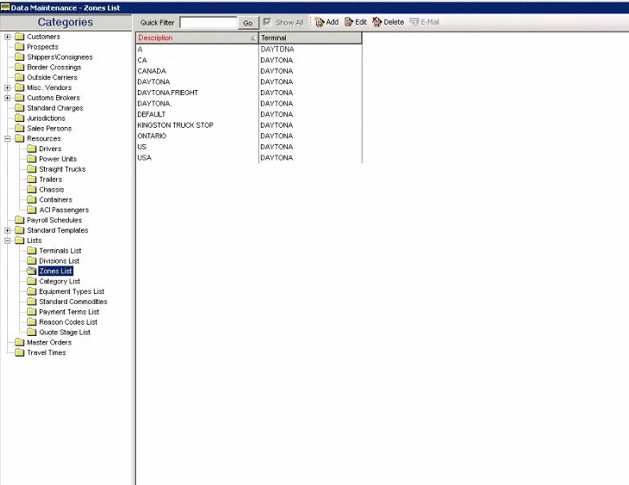 Data Maintenance - Zones List
Categories
Quick Filter Go Show All Add Edit Delete E-Mail
Customers
Prospects
Shippers\Consignees
Border Crossings
Outside Carriers
Misc. Vendors
Customs Brokers
Standard Charges
Jurisdictions
Sales Persons
Resources
Drivers
Power Units
Straight Trucks
Trailers
Chassis
Containers
ACI Passengers
Payroll Schedules
Standard Templates
Lists
Terminals List
Divisions List
Zones List
Category List
Equipment Types List
Standard Commodities
Payment Terms List
Reason Codes List
Quote Stage List
Master Orders
Travel Times
Description Terminal
A DAYTONA
CA DAYTONA
CANADA DAYTONA
DAYTONA DAYTONA
DAYTONA FRIEGHT DAYTONA
DAYTONA. DAYTONA
DEFAULT DAYTONA
KINGSTON TRUCK STOP DAYTONA
ONTARIO DAYTONA
US DAYTONA
USA DAYTONA